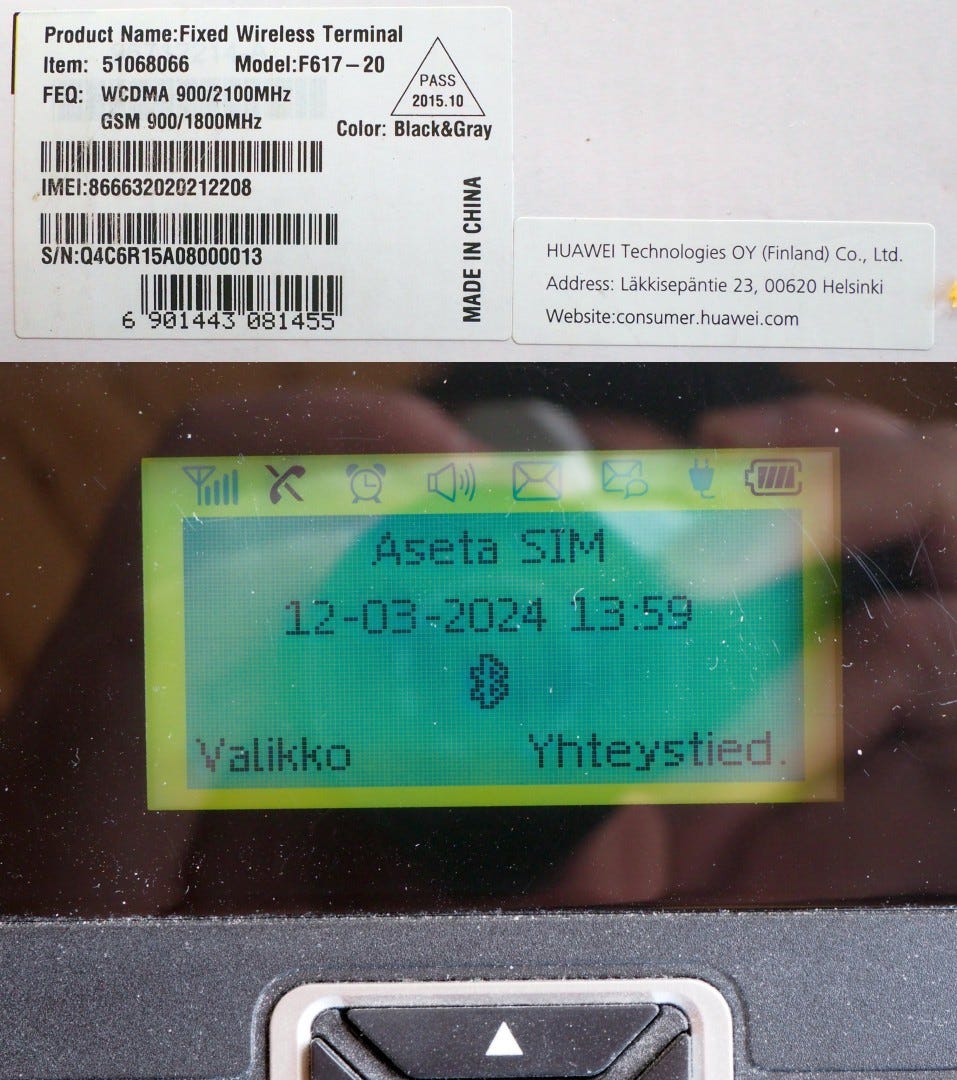 Product Name:Fixed Wireless Terminal
Item: 51068066 Model:F617-20
FEQ: WCDMA 900/2100MHz
GSM 900/1800MHz
PASS
2015.10
Color: Black&Gray
IMEI:866632020212208
S/N:Q4C6R15A08000013
6 901443 081455
MADE IN CHINA
HUAWEI Technologies OY (Finland) Co., Ltd.
Address: Läkkisepäntie 23, 00620 Helsinki
Website:consumer.huawei.com
Aseta SIM
12-03-2024 13:59
Valikko Yhteystied.